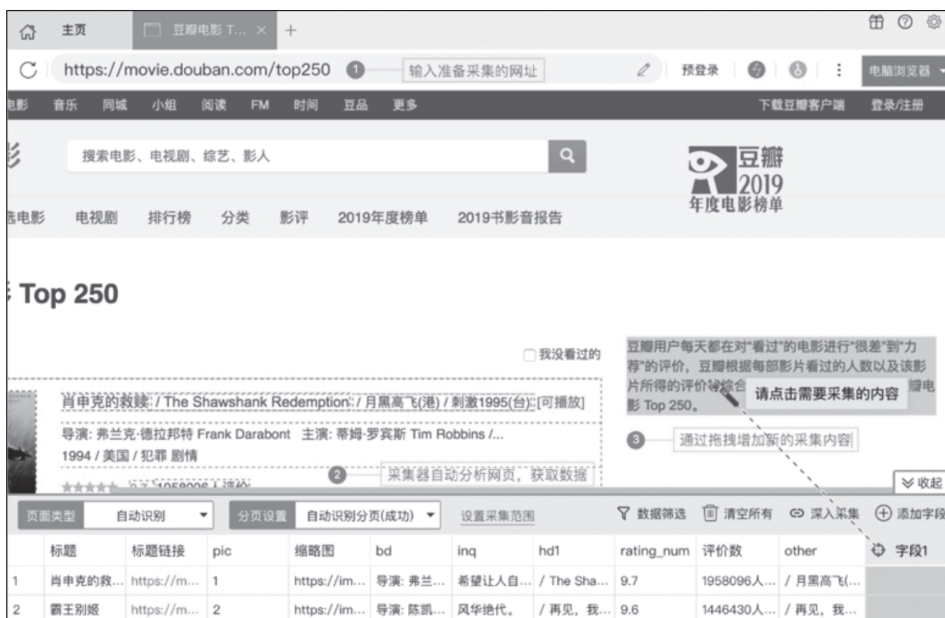 主页
豆瓣电影 T... ×
https://movie.douban.com/top250
1
输入准备采集的网址
预登录
电脑浏览器
电影 音乐 同城 小组 阅读 FM 时间 豆品 更多
下载豆瓣客户端 登录/注册
影
搜索电影、电视剧、综艺、影人
豆瓣
2019
年度电影榜单
选电影 电视剧 排行榜 分类 影评 2019年度榜单 2019书影音报告
Top 250
我没看过的
豆瓣用户每天都在对“看过”的电影进行“很差”到“力
荐”的评价，豆瓣根据每部影片看过的人数以及该影
片所得的评价等综合
瓣电
影 Top 250。
请点击需要采集的内容
肖申克的救赎 / The Shawshank Redemption / 月黑高飞(港) / 刺激1995(台) [可播放]
导演: 弗兰克·德拉邦特 Frank Darabont 主演: 蒂姆·罗宾斯 Tim Robbins /...
1994 / 美国 / 犯罪 剧情
3
通过拖拽增加新的采集内容
2
采集器自动分析网页，获取数据
9.7 1958096人评价
收起
页面类型 自动识别 分页设置 自动识别分页(成功) 设置采集范围 数据筛选 清空所有 深入采集 添加字段
标题 标题链接 pic 缩略图 bd inq hd1 rating_num 评价数 other 字段1
1 肖申克的救... https://m... 1 https://im... 导演: 弗兰... 希望让人自... / The Sha... 9.7 1958096人... / 月黑高飞(...
2 霸王别姬 https://m... 2 https://im... 导演: 陈凯... 风华绝代。 / 再见，我... 9.6 1446430人... / 再见，我...